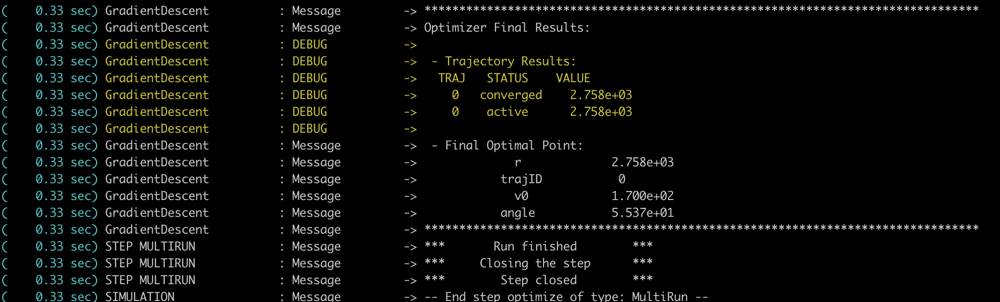 (    0.33 sec) GradientDescent          : Message         -> ********************************************************************************
(    0.33 sec) GradientDescent          : Message         -> Optimizer Final Results:
(    0.33 sec) GradientDescent          : DEBUG           ->
(    0.33 sec) GradientDescent          : DEBUG           ->  - Trajectory Results:
(    0.33 sec) GradientDescent          : DEBUG           ->   TRAJ   STATUS    VALUE
(    0.33 sec) GradientDescent          : DEBUG           ->     0   converged    2.758e+03
(    0.33 sec) GradientDescent          : DEBUG           ->     0    active      2.758e+03
(    0.33 sec) GradientDescent          : DEBUG           ->
(    0.33 sec) GradientDescent          : Message         ->  - Final Optimal Point:
(    0.33 sec) GradientDescent          : Message         ->              r             2.758e+03
(    0.33 sec) GradientDescent          : Message         ->            trajID           0
(    0.33 sec) GradientDescent          : Message         ->              v0            1.700e+02
(    0.33 sec) GradientDescent          : Message         ->            angle           5.537e+01
(    0.33 sec) GradientDescent          : Message         -> ********************************************************************************
(    0.33 sec) STEP MULTIRUN            : Message         -> ***       Run finished        ***
(    0.33 sec) STEP MULTIRUN            : Message         -> ***     Closing the step      ***
(    0.33 sec) STEP MULTIRUN            : Message         -> ***        Step closed        ***
(    0.33 sec) SIMULATION               : Message         -> -- End step optimize of type: MultiRun --